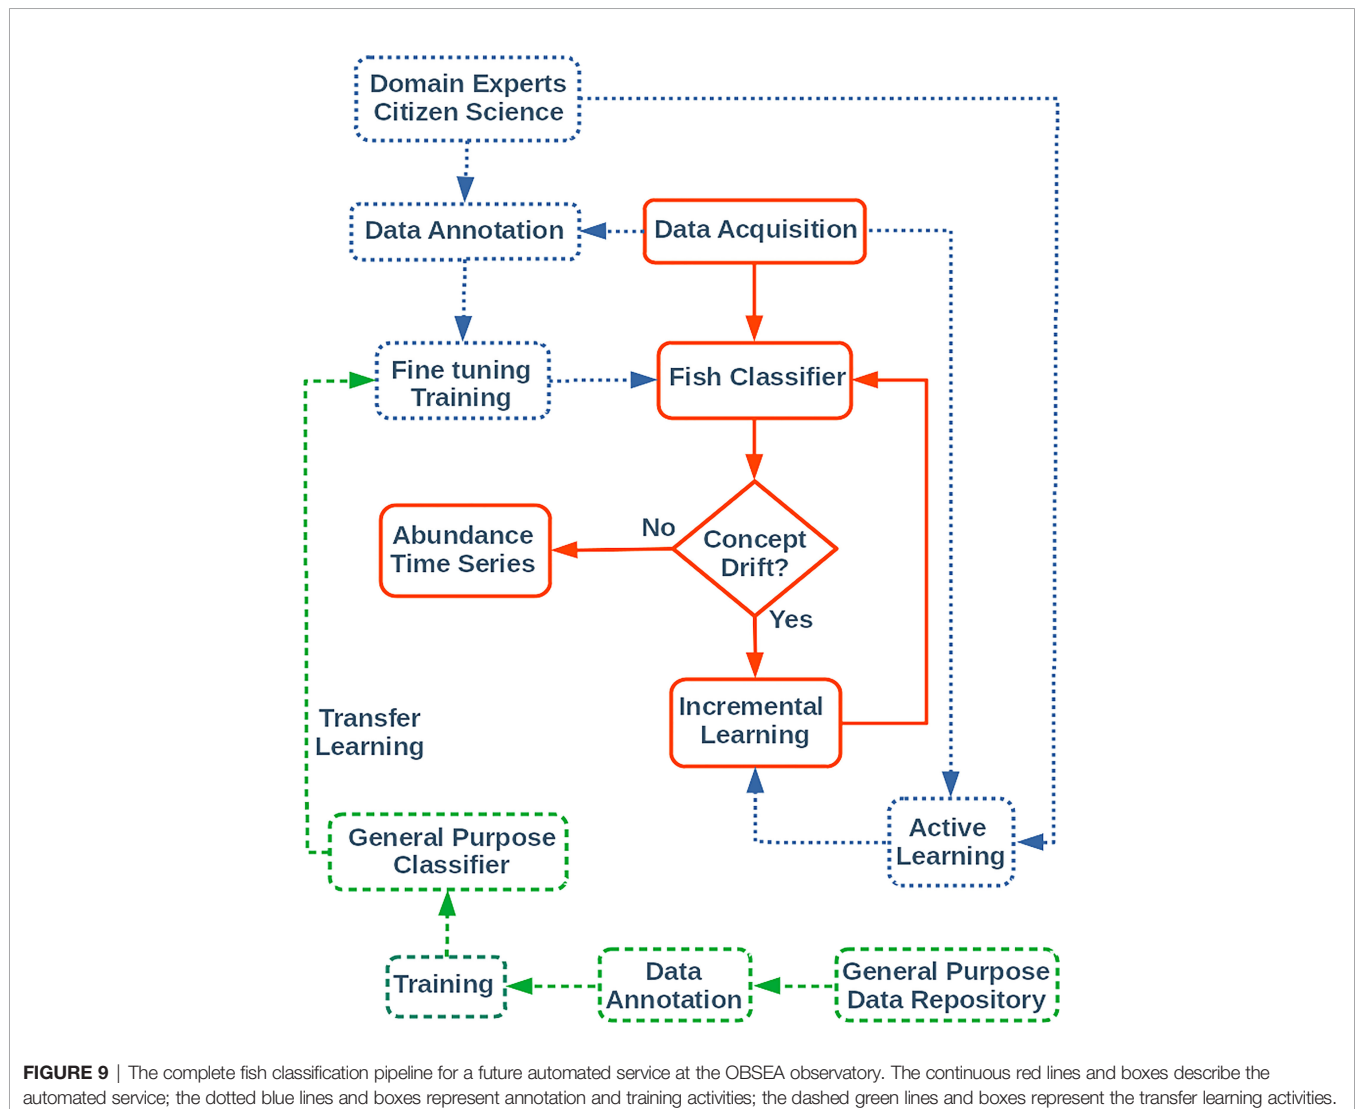 Domain Experts
Citizen Science
Data Annotation
Data Acquisition
Fine tuning
Training
Fish Classifier
Abundance
Time Series
No
Concept
Drift?
Yes
Incremental
Learning
Transfer
Learning
General Purpose
Classifier
Active
Learning
Training
Data
Annotation
General Purpose
Data Repository
FIGURE 9 | The complete fish classification pipeline for a future automated service at the OBSEA observatory. The continuous red lines and boxes describe the
automated service; the dotted blue lines and boxes represent annotation and training activities; the dashed green lines and boxes represent the transfer learning activities.